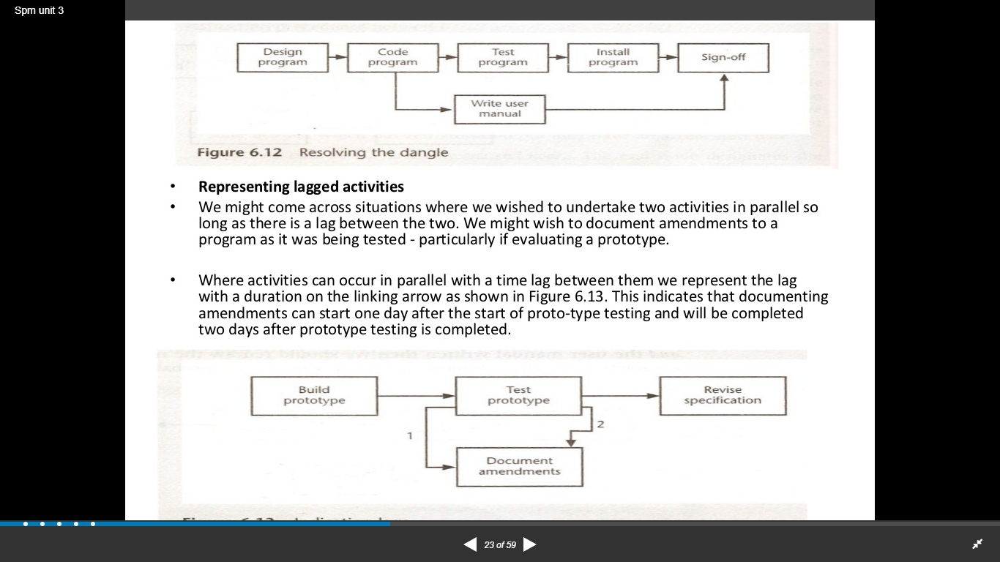 Spm unit 3
Design
program
Code
program
Test
program
Install
program
Sign-off
Write user
manual
Figure 6.12 Resolving the dangle
• Representing lagged activities
• We might come across situations where we wished to undertake two activities in parallel so
long as there is a lag between the two. We might wish to document amendments to a
program as it was being tested - particularly if evaluating a prototype.
• Where activities can occur in parallel with a time lag between them we represent the lag
with a duration on the linking arrow as shown in Figure 6.13. This indicates that documenting
amendments can start one day after the start of proto-type testing and will be completed
two days after prototype testing is completed.
Build
prototype
Test
prototype
Revise
specification
1
2
Document
amendments
23 of 59